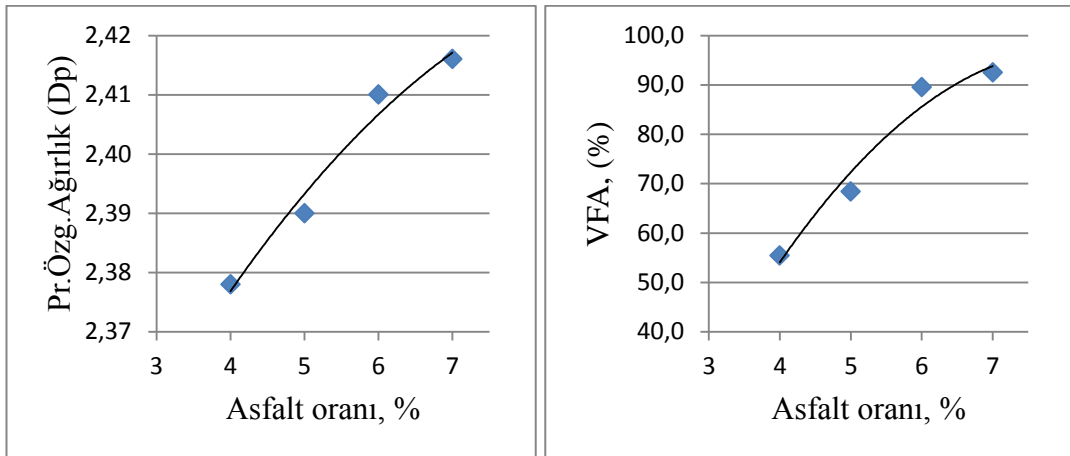 Pr.Özg.Ağırlık (Dp)
2,42
2,41
2,40
2,39
2,38
2,37
3 4 5 6 7
Asfalt oranı, %
VFA, (%)
100,0
90,0
80,0
70,0
60,0
50,0
40,0
3 4 5 6 7
Asfalt oranı, %